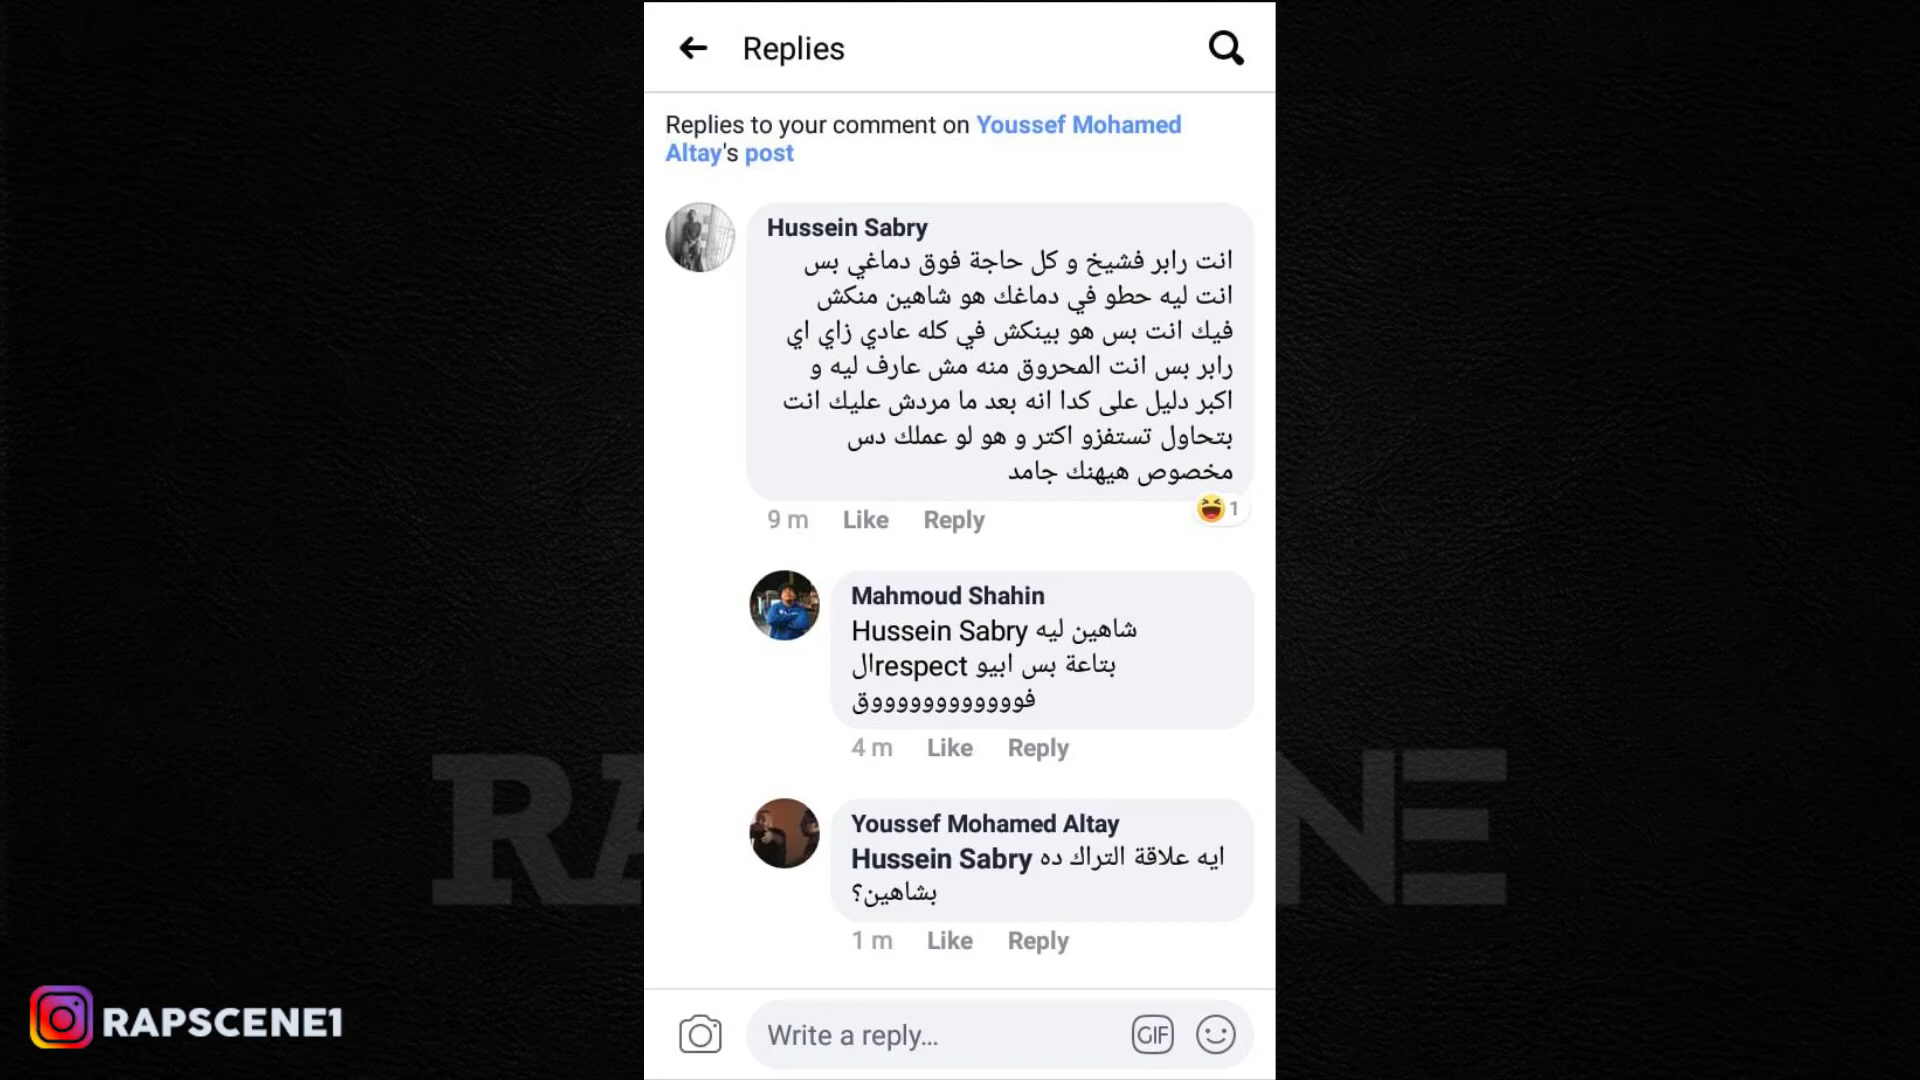 Replies
Replies to your comment on Youssef Mohamed
Altay's post
Hussein Sabry
انت رابر فشيخ و كل حاجة فوق دماغي بس
انت ليه حطو في دماغك هو شاهين منكش
فيك انت بس هو بينكش في كله عادي زاي اي
رابر بس انت المحروق منه مش عارف ليه و
اكبر دليل على كدا انه بعد ما مردش عليك انت
بتحاول تستفزو اكتر و هو لو عملك دس
مخصوص هيهنك جامد
9 m Like Reply 1
Mahmoud Shahin
Hussein Sabry شاهين ليه
الrespect بتاعة بس ابيو
فوووووووووووق
4 m Like Reply
Youssef Mohamed Altay
Hussein Sabry ايه علاقة التراك ده
بشاهين؟
1 m Like Reply
Write a reply... GIF
RAPSCENE1